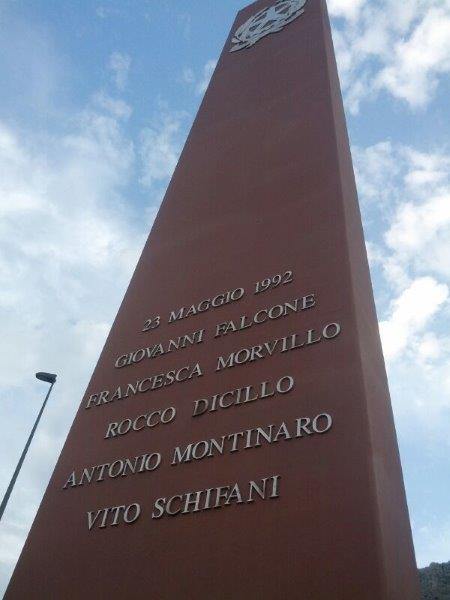 23 MAGGIO 1992
GIOVANNI FALCONE
FRANCESCA MORVILLO
ROCCO DICILLO
ANTONIO MONTINARO
VITO SCHIFANI